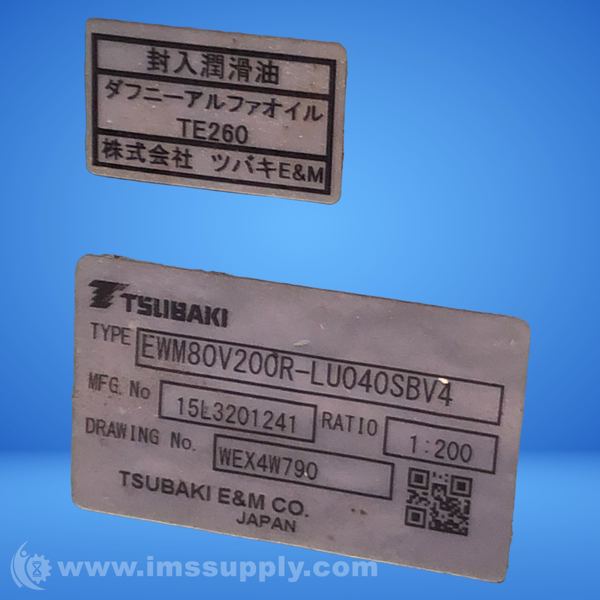 封入潤滑油
ダフニーアルファオイル
TE260
株式会社 ツバキE&M
TSUBAKI
TYPE EWM80V200R-LU040SBV4
MFG. No 15L3201241 RATIO 1:200
DRAWING No. WEX4W790
TSUBAKI E&M CO.
JAPAN
www.imssupply.com